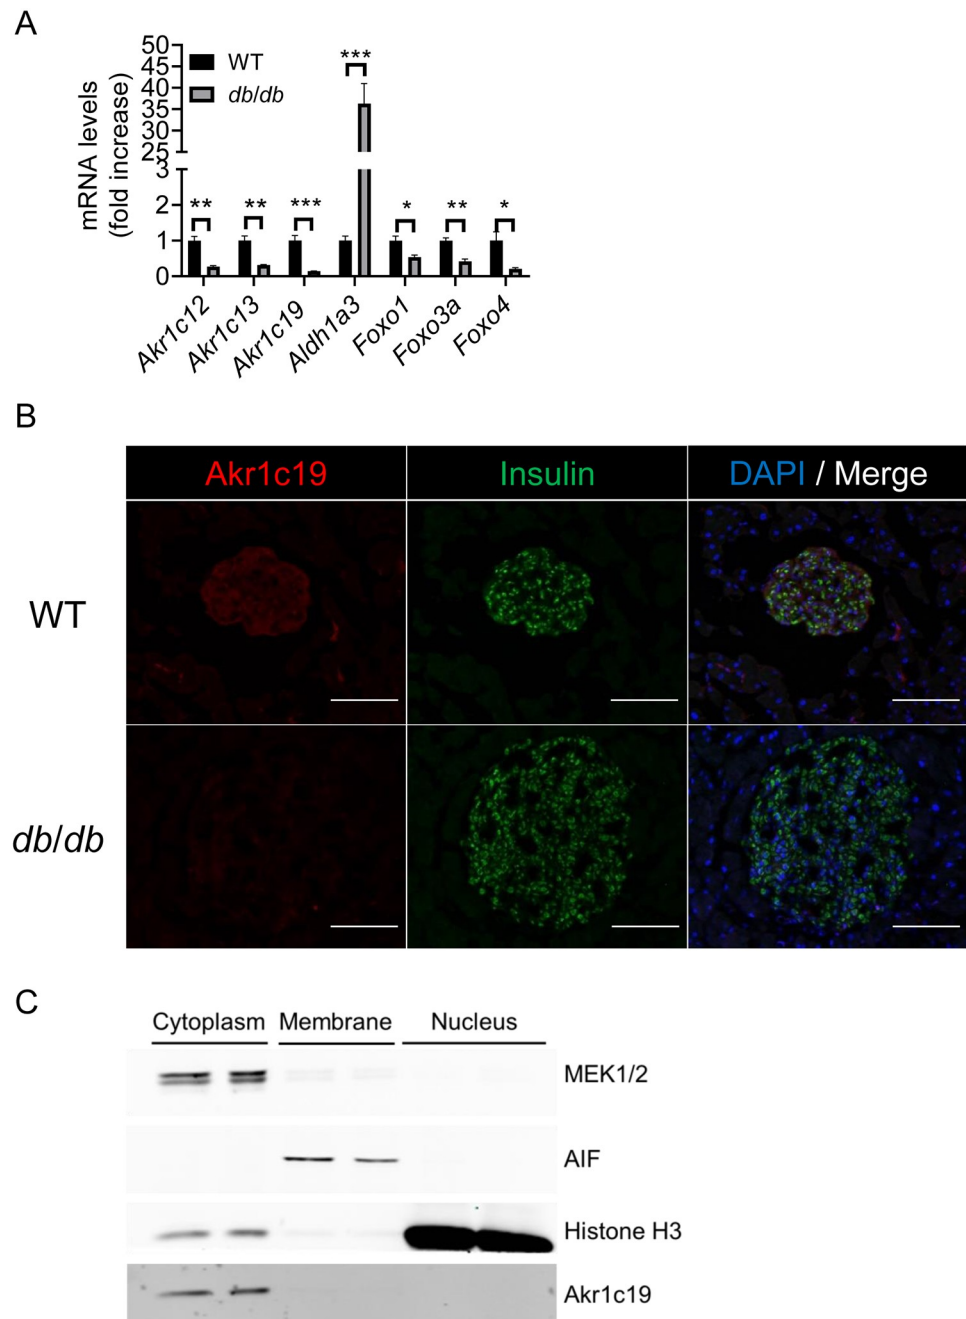 A
mRNA levels
(fold increase)
50
45
40
35
30
25
3
2
1
0
WT
db/db
**
**
***
***
*
**
*
Akr1c12
Akr1c13
Akr1c19
Aldh1a3
Foxo1
Foxo3a
Foxo4
B
Akr1c19
Insulin
DAPI / Merge
WT
db/db
C
Cytoplasm
Membrane
Nucleus
MEK1/2
AIF
Histone H3
Akr1c19